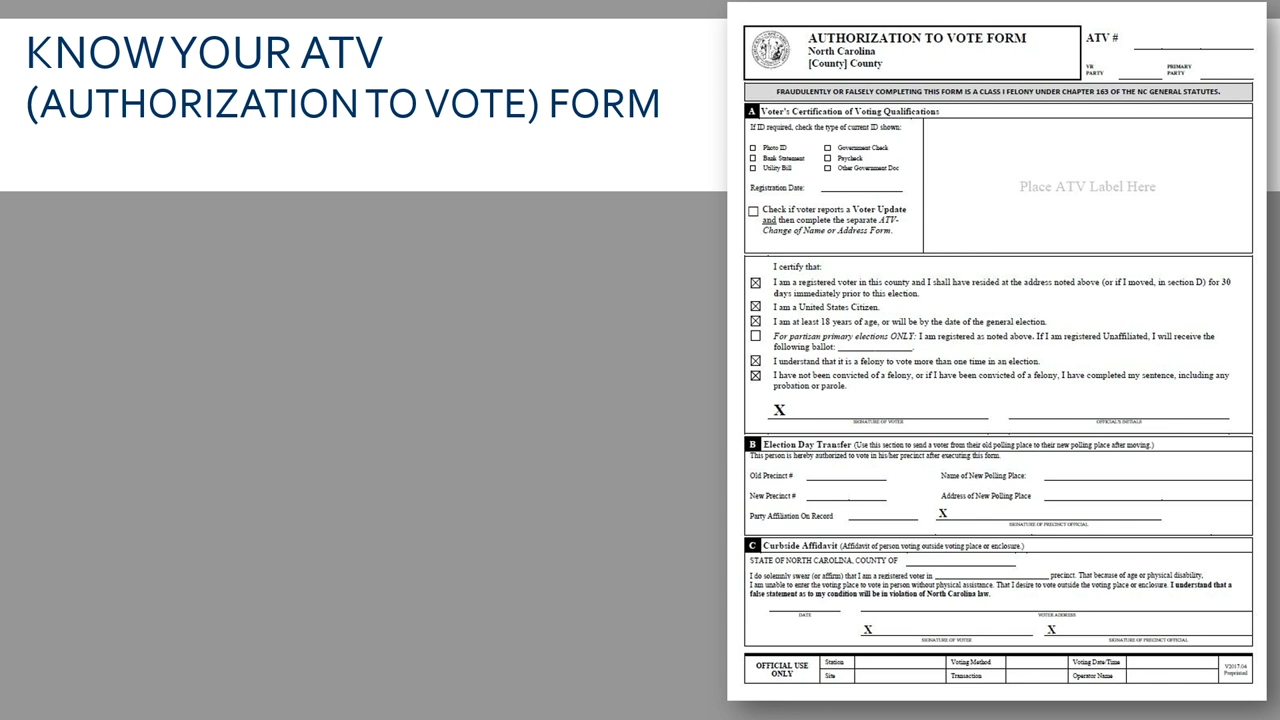 KNOW YOUR ATV
(AUTHORIZATION TO VOTE) FORM
AUTHORIZATION TO VOTE FORM
North Carolina
[County] County
ATV #
VR
PARTY
PRIMARY
PARTY
FRAUDULENTLY OR FALSELY COMPLETING THIS FORM IS A CLASS I FELONY UNDER CHAPTER 163 OF THE NC GENERAL STATUTES.
A Voter's Certification of Voting Qualifications
If ID required, check the type of current ID shown:
Photo ID
Government Check
Bank Statement
Paycheck
Utility Bill
Other Government Doc
Registration Date:
Check if voter reports a Voter Update
and then complete the separate ATV-
Change of Name or Address Form.
Place ATV Label Here
I certify that:
I am a registered voter in this county and I shall have resided at the address noted above (or if I moved, in section D) for 30
days immediately prior to this election.
I am a United States Citizen.
I am at least 18 years of age, or will be by the date of the general election.
For partisan primary elections ONLY: I am registered as noted above. If I am registered Unaffiliated, I will receive the
following ballot: ________________.
I understand that it is a felony to vote more than one time in an election.
I have not been convicted of a felony, or if I have been convicted of a felony, I have completed my sentence, including any
probation or parole.
X
SIGNATURE OF VOTER
OFFICIAL'S INITIALS
B Election Day Transfer (Use this section to send a voter from their old polling place to their new polling place after moving.)
This person is hereby authorized to vote in his/her precinct after executing this form.
Old Precinct #
Name of New Polling Place:
New Precinct #
Address of New Polling Place
Party Affiliation On Record
X
SIGNATURE OF PRECINCT OFFICIAL
C Curbside Affidavit (Affidavit of person voting outside voting place or enclosure.)
STATE OF NORTH CAROLINA, COUNTY OF
I do solemnly swear (or affirm) that I am a registered voter in ________________ precinct. That because of age or physical disability,
I am unable to enter the voting place to vote in person without physical assistance. That I desire to vote outside the voting place or enclosure. I understand that a
false statement as to my condition will be in violation of North Carolina law.
DATE
VOTER ADDRESS
X
X
SIGNATURE OF VOTER
SIGNATURE OF PRECINCT OFFICIAL
OFFICIAL USE
ONLY
Station
Voting Method
Voting Date/Time
Site
Transaction
Operator Name
V2017.04
Preprinted